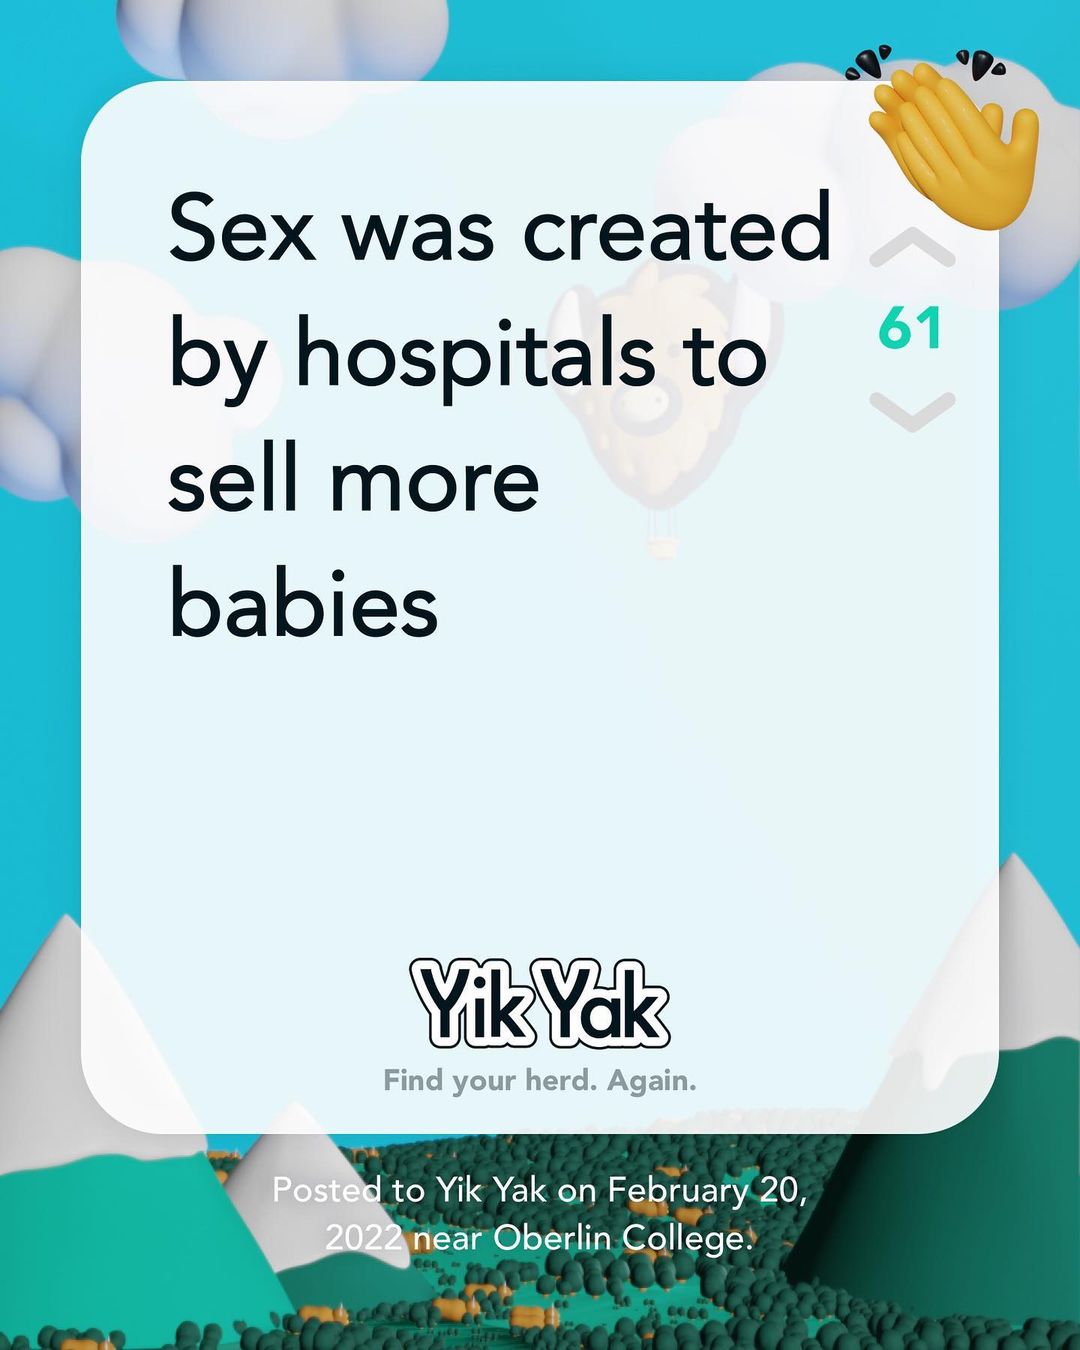 Sex was created
by hospitals to
sell more
babies
61
Yik Yak
Find your herd. Again.
Posted to Yik Yak on February 20,
2022 near Oberlin College.